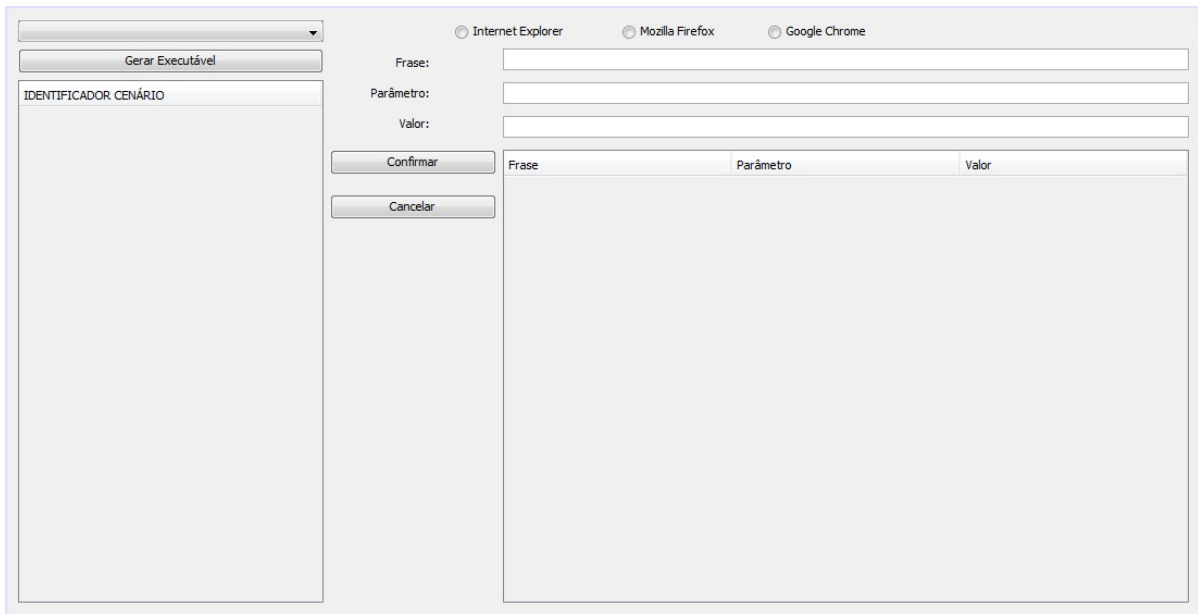 Internet Explorer Mozilla Firefox Google Chrome
Gerar Executável
Frase:
IDENTIFICADOR CENÁRIO
Parâmetro:
Valor:
Confirmar
Frase Parâmetro Valor
Cancelar